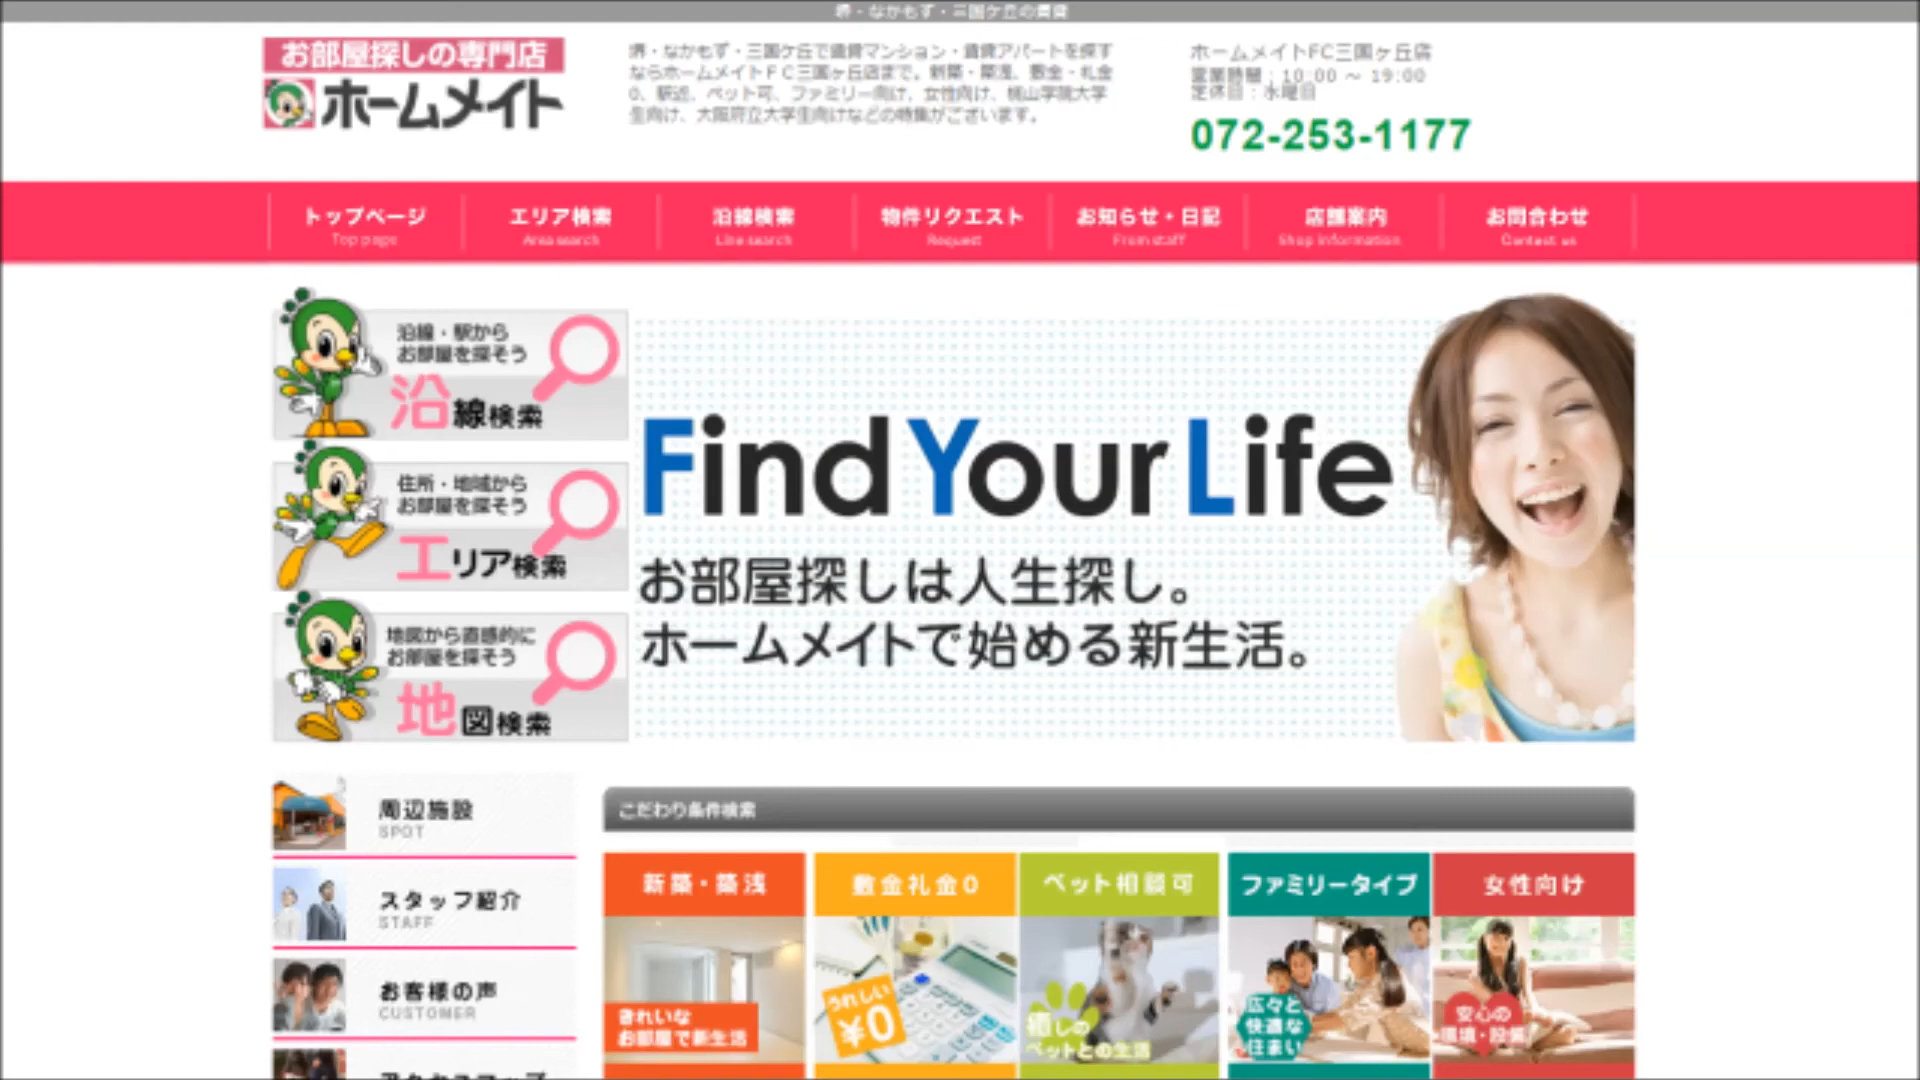 堺・なかもず・三国ケ丘の賃貸
お部屋探しの専門店
ホームメイト
堺・なかもず・三国ケ丘で賃貸マンション・賃貸アパートを探す
ならホームメイトFC三国ヶ丘店まで。新築・築浅、敷金・礼金
0、駅近、ペット可、ファミリー向け、女性向け、桃山学院大学
生向け、大阪府立大学生向けなどの特集がございます。
ホームメイトFC三国ヶ丘店
営業時間：10:00 ～ 19:00
定休日：水曜日
072-253-1177
トップページ
Top page
エリア検索
Area search
沿線検索
Line search
物件リクエスト
Request
お知らせ・日記
From staff
店舗案内
Shop information
お問合わせ
Contact us
沿線・駅から
お部屋を探そう
沿線検索
住所・地域から
お部屋を探そう
エリア検索
地図から直感的に
お部屋を探そう
地図検索
Find Your Life
お部屋探しは人生探し。
ホームメイトで始める新生活。
周辺施設
SPOT
スタッフ紹介
STAFF
お客様の声
CUSTOMER
こだわり条件検索
新築・築浅
きれいな
お部屋で新生活
敷金礼金0
うれしい
¥0
ペット相談可
癒しの
ペットとの生活
ファミリータイプ
広々と
快適な
住まい
女性向け
安心の
環境・設備